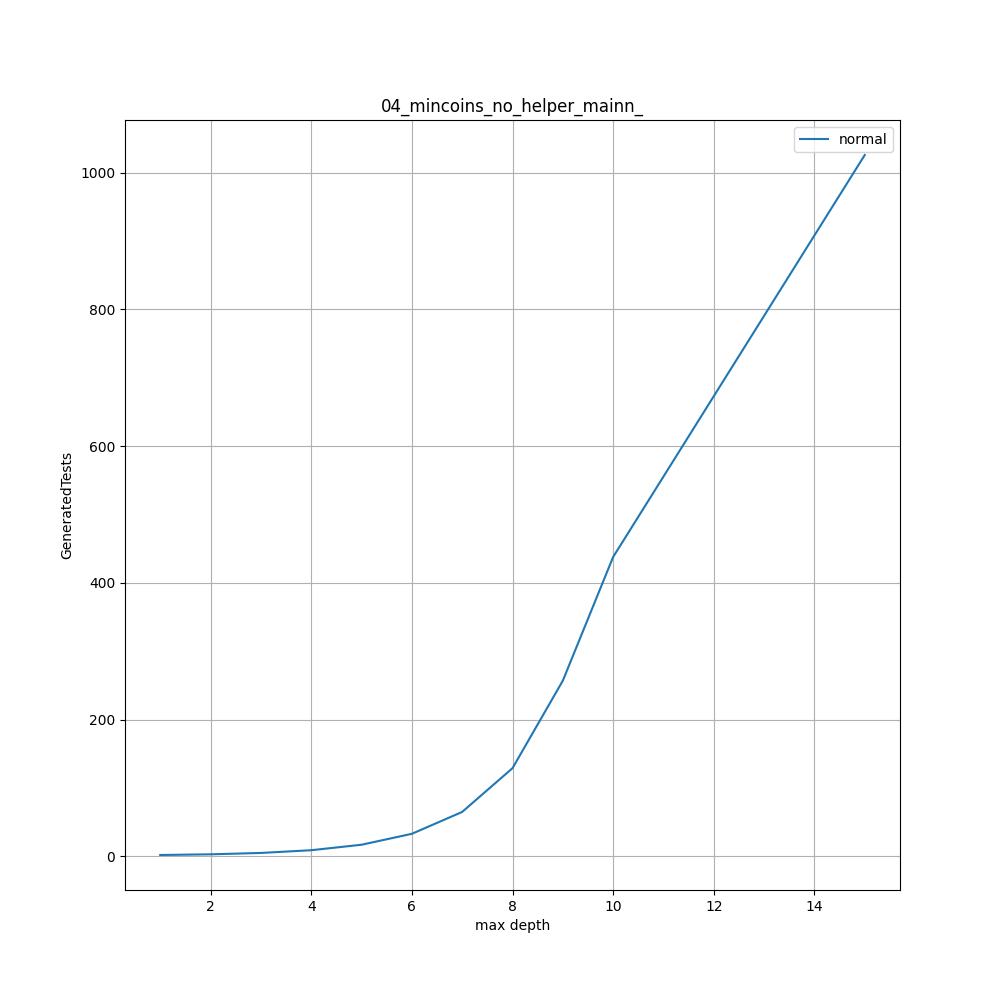 04_mincoins_no_helper_mainn_
normal
1000
800
600
400
200
0
GeneratedTests
2 4 6 8 10 12 14
max depth